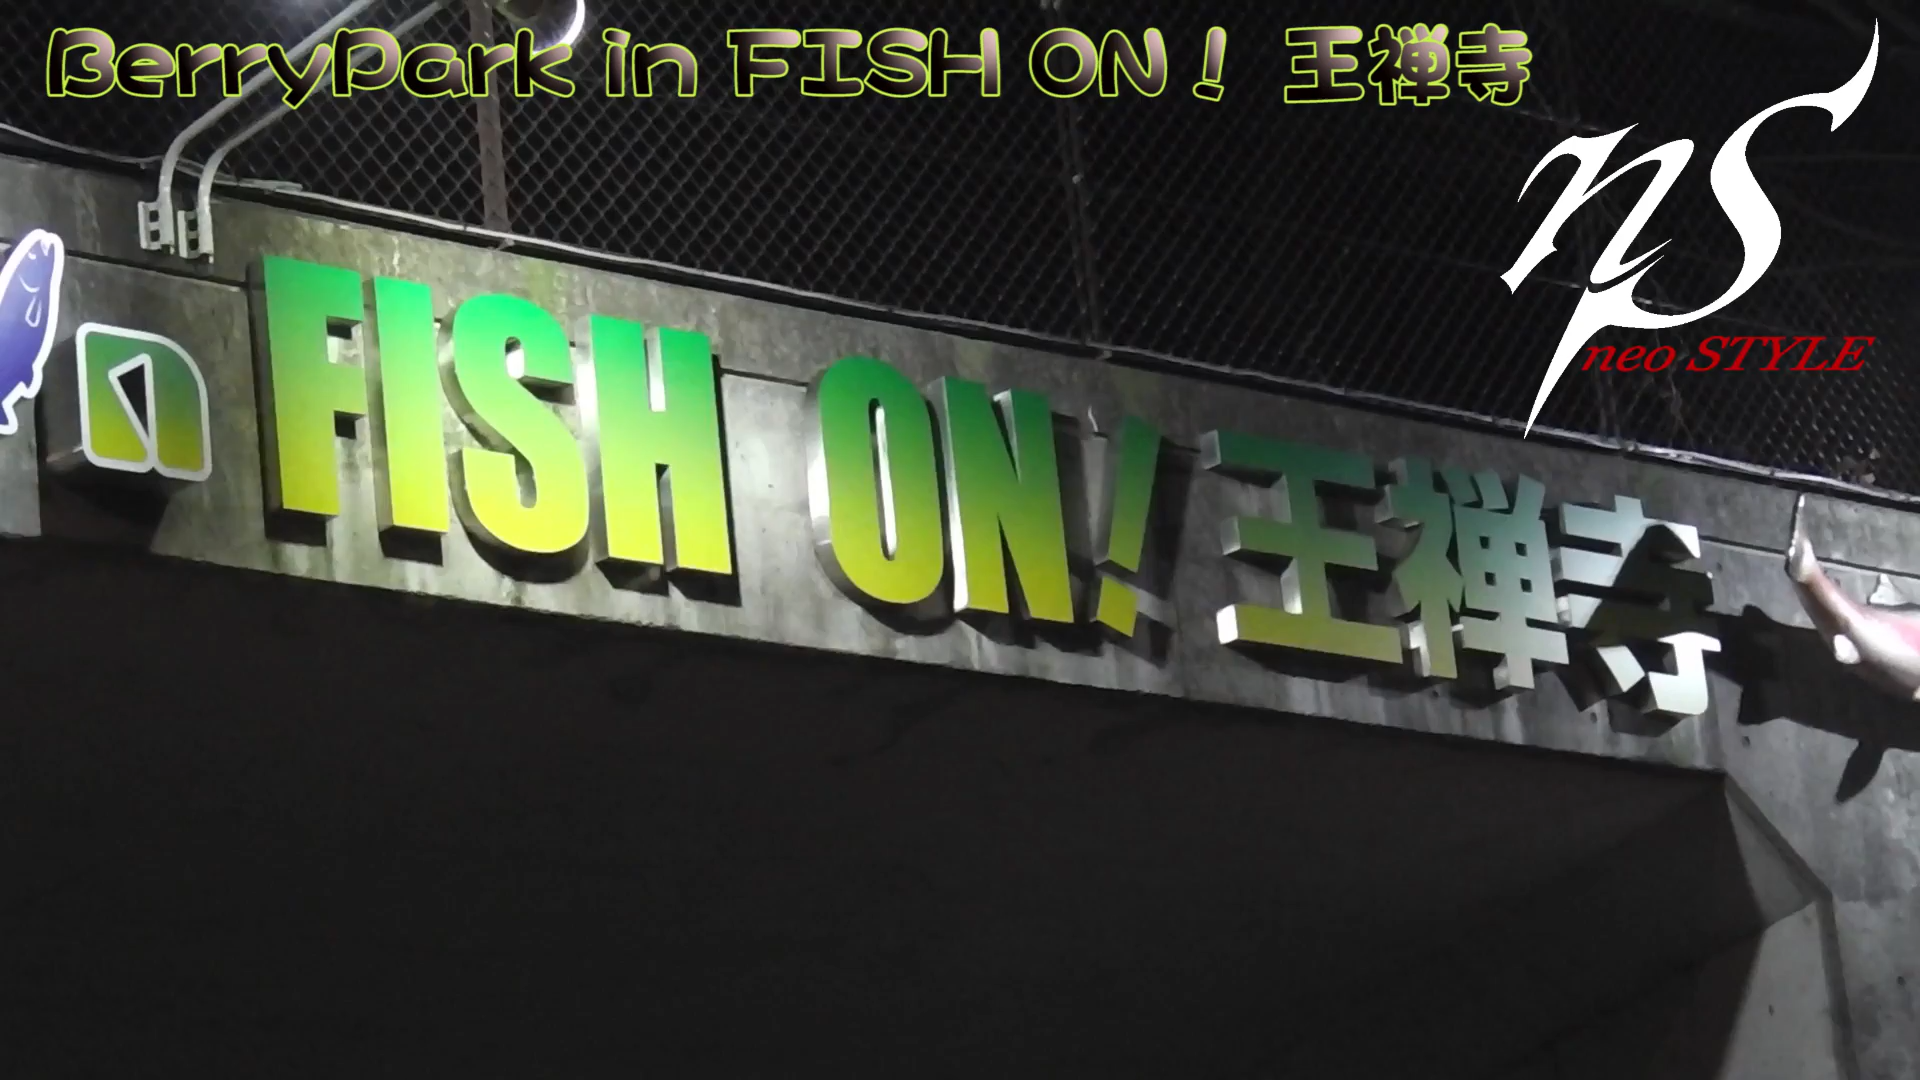 BerryPark in FISH ON！ 王禅寺
nS
neo STYLE
FISH ON! 王禅寺